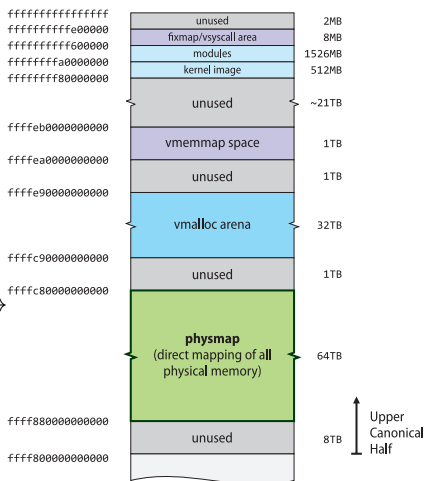 ffffffffffffffff
unused 2MB
ffffffffffe00000
fixmap/vsyscall area 8MB
ffffffffff600000
modules 1526MB
ffffffffa0000000
kernel image 512MB
ffffffff80000000
unused ~21TB
ffffeb0000000000
vmemmap space 1TB
ffffea0000000000
unused 1TB
ffffe90000000000
vmalloc arena 32TB
ffffc90000000000
unused 1TB
ffffc80000000000
physmap
(direct mapping of all 64TB
physical memory)
ffff880000000000
unused 8TB
Upper
Canonical
Half
ffff800000000000